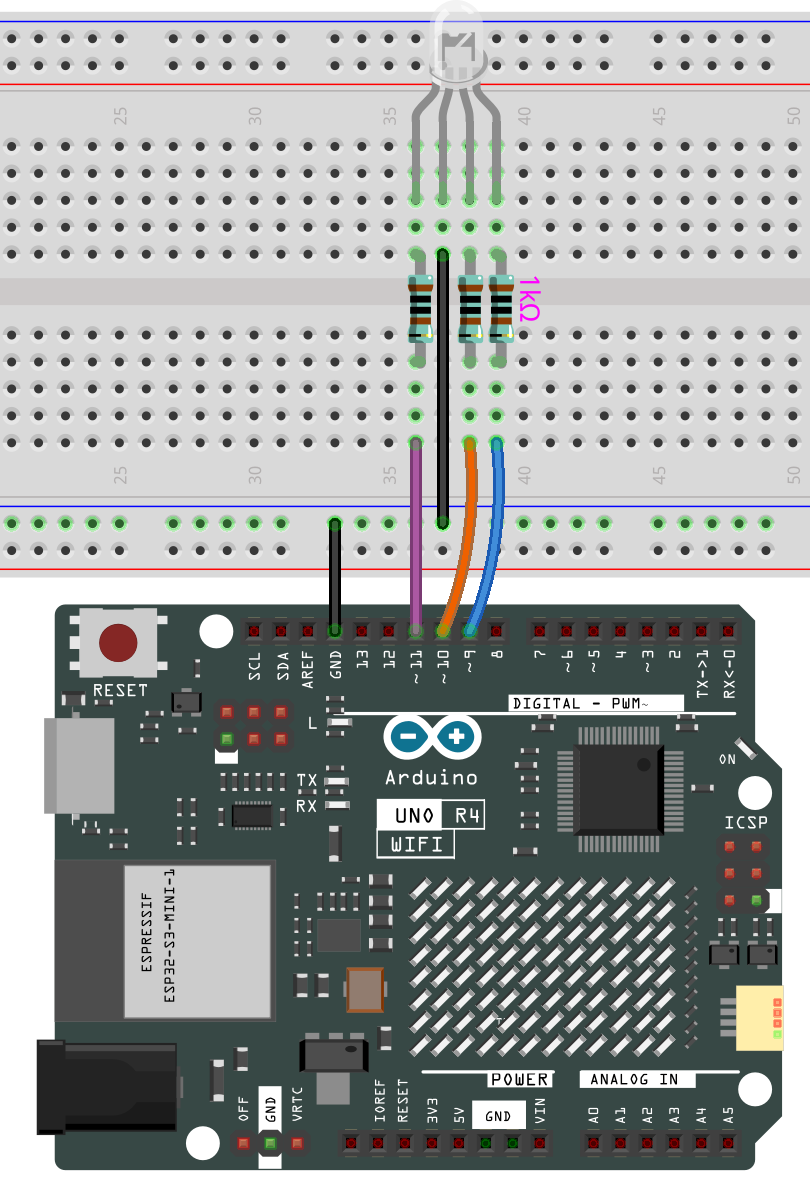 25 30 35 40 45 50
1kΩ
25 30 35 40 45 50
RESET
SCL
SDA
AREF
GND
13
12
~11
~10
~9
8
7
~6
~5
4
~3
2
TX->1
RX<-0
DIGITAL - PWM~
L
TX
RX
Arduino
UNO R4
WIFI
ON
ICSP
ESPRESSIF
ESP32-S3-MINI-1
POWER
ANALOG IN
OFF
GND
VRTC
IOREF
RESET
3V3
5V
GND
VIN
A0
A1
A2
A3
A4
A5